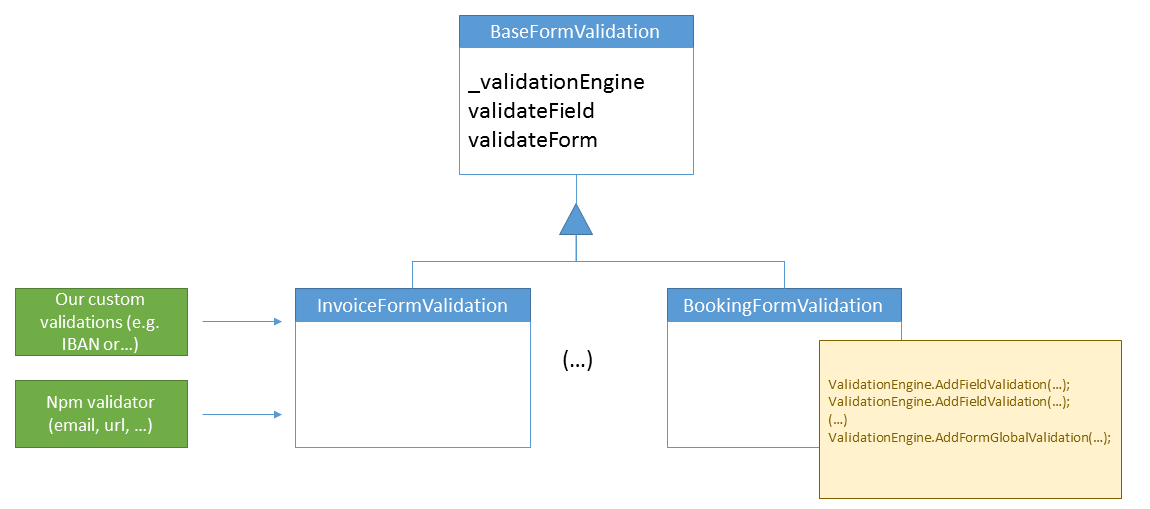 BaseFormValidation
_validationEngine
validateField
validateForm
Our custom
validations (e.g.
IBAN or…)
InvoiceFormValidation
BookingFormValidation
(…)
Npm validator
(email, url, …)
ValidationEngine.AddFieldValidation(…);
ValidationEngine.AddFieldValidation(…);
(…)
ValidationEngine.AddFormGlobalValidation(…);